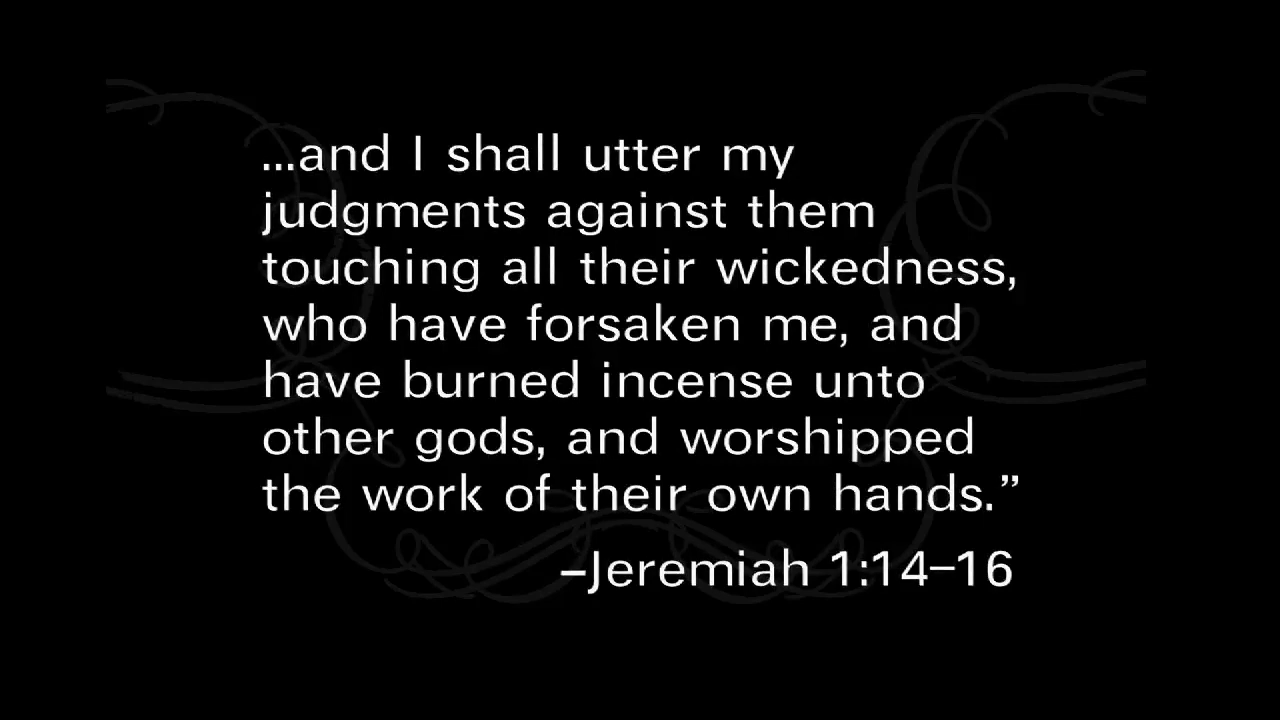 ...and I shall utter my
judgments against them
touching all their wickedness,
who have forsaken me, and
have burned incense unto
other gods, and worshipped
the work of their own hands.”
–Jeremiah 1:14–16